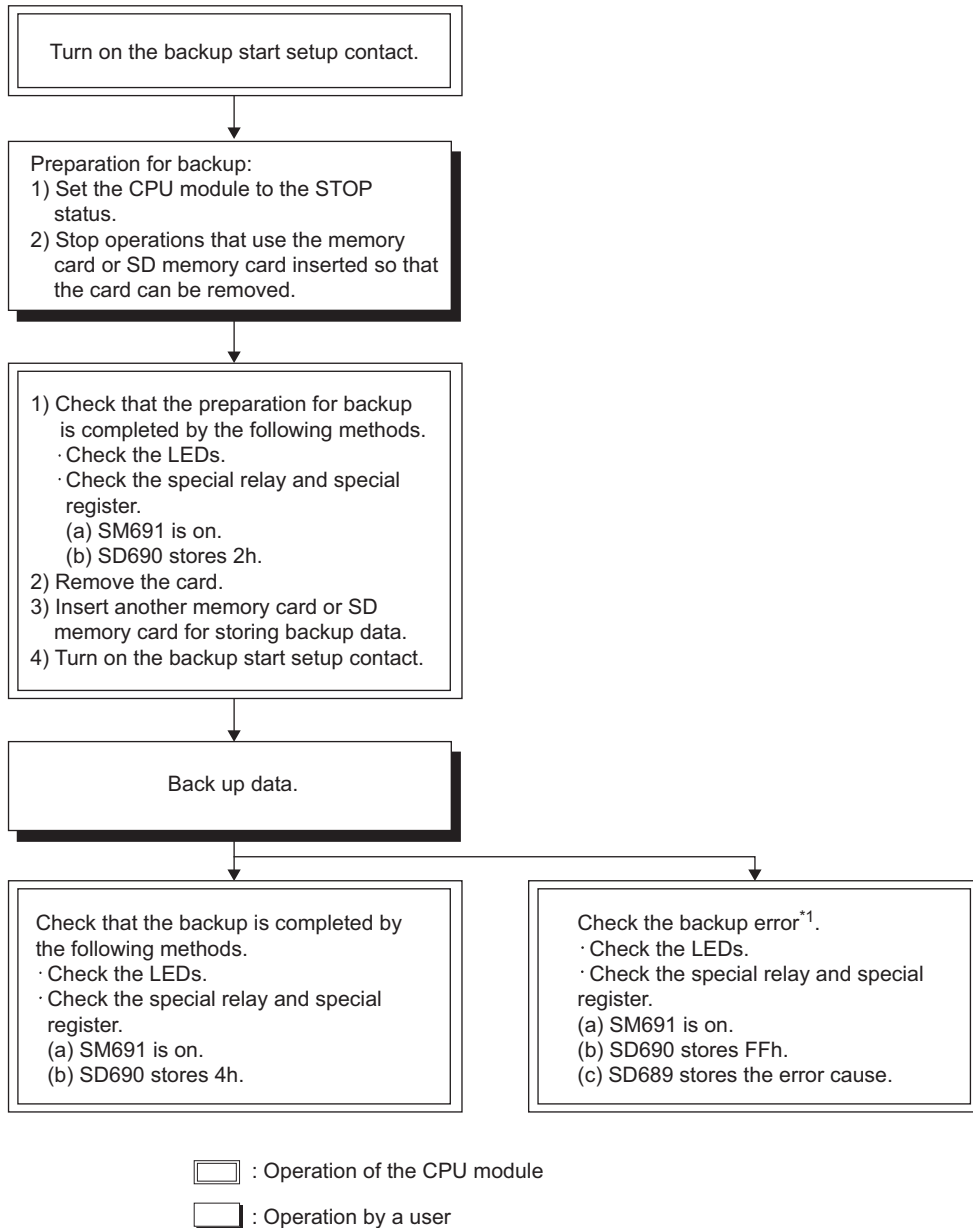 Turn on the backup start setup contact.
Preparation for backup:
1) Set the CPU module to the STOP
status.
2) Stop operations that use the memory
card or SD memory card inserted so that
the card can be removed.
1) Check that the preparation for backup
is completed by the following methods.
· Check the LEDs.
· Check the special relay and special
register.
(a) SM691 is on.
(b) SD690 stores 2h.
2) Remove the card.
3) Insert another memory card or SD
memory card for storing backup data.
4) Turn on the backup start setup contact.
Back up data.
Check that the backup is completed by
the following methods.
· Check the LEDs.
· Check the special relay and special
register.
(a) SM691 is on.
(b) SD690 stores 4h.
Check the backup error*1.
· Check the LEDs.
· Check the special relay and special
register.
(a) SM691 is on.
(b) SD690 stores FFh.
(c) SD689 stores the error cause.
: Operation of the CPU module
: Operation by a user